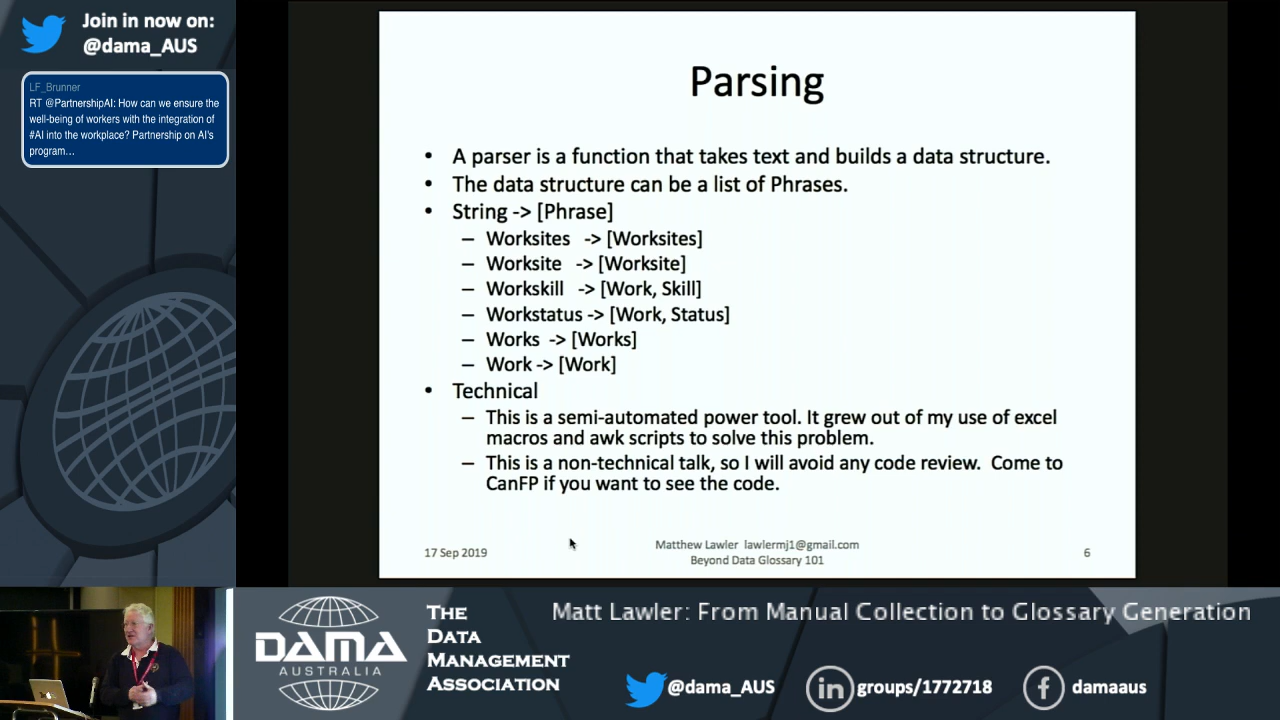 Join in now on:
@dama_AUS
LF_Brunner
RT @PartnershipAI: How can we ensure the
well-being of workers with the integration of
#AI into the workplace? Partnership on AI's
program…
Parsing
• A parser is a function that takes text and builds a data structure.
• The data structure can be a list of Phrases.
• String -> [Phrase]
– Worksites -> [Worksites]
– Worksite -> [Worksite]
– Workskill -> [Work, Skill]
– Workstatus -> [Work, Status]
– Works -> [Works]
– Work -> [Work]
• Technical
– This is a semi-automated power tool. It grew out of my use of excel
macros and awk scripts to solve this problem.
– This is a non-technical talk, so I will avoid any code review. Come to
CanFP if you want to see the code.
17 Sep 2019
Matthew Lawler lawlermj1@gmail.com
Beyond Data Glossary 101
6
Matt Lawler: From Manual Collection to Glossary Generation
DAMA
AUSTRALIA
THE
DATA
MANAGEMENT
ASSOCIATION
@dama_AUS
in groups/1772718
f damaaus